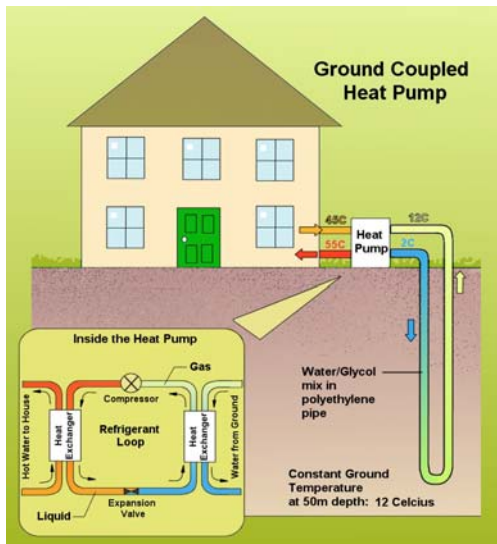 Ground Coupled
Heat Pump
45C
12C
Heat
Pump
55C
2C
Inside the Heat Pump
Gas
Compressor
Hot Water to House
Heat
Exchanger
Refrigerant
Loop
Heat
Exchanger
Water from Ground
Liquid
Expansion
Valve
Water/Glycol
mix in
polyethylene
pipe
Constant Ground
Temperature
at 50m depth: 12 Celcius